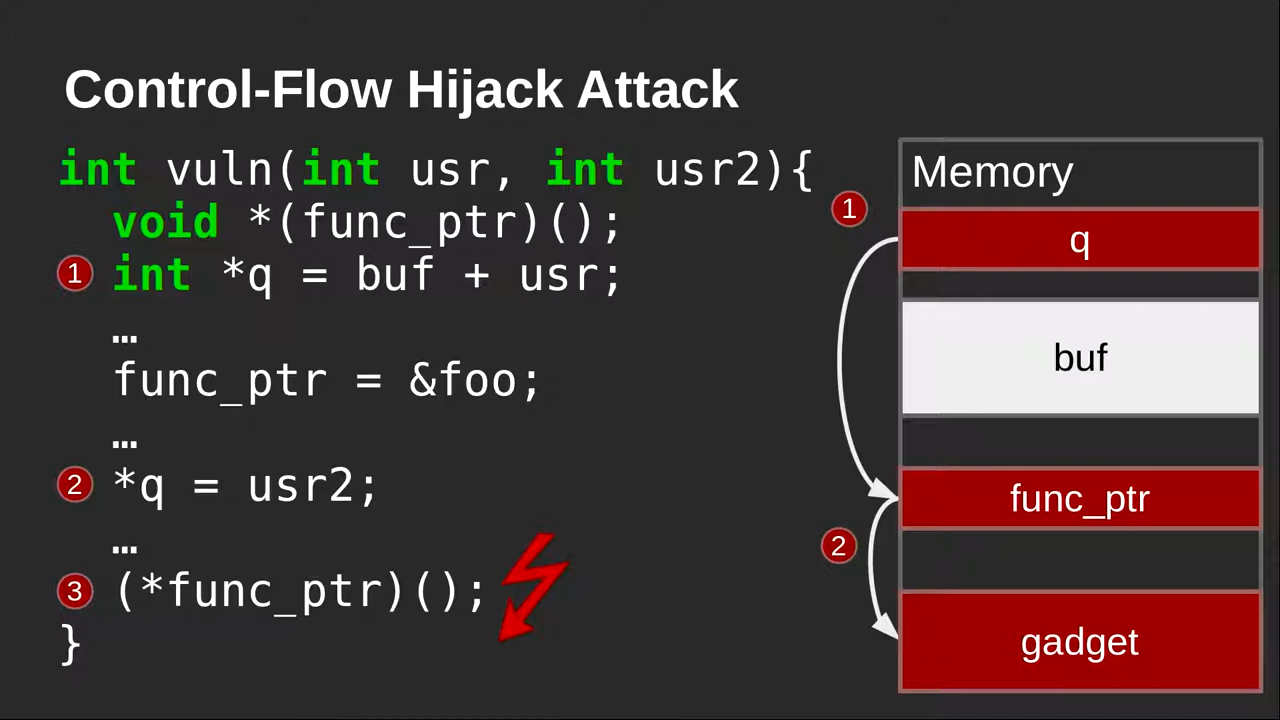 Control-Flow Hijack Attack
int vuln(int usr, int usr2){
void *(func_ptr)();
1 int *q = buf + usr;
…
func_ptr = &foo;
…
2 *q = usr2;
…
3 (*func_ptr)();
}
Memory
1
q
buf
func_ptr
2
gadget